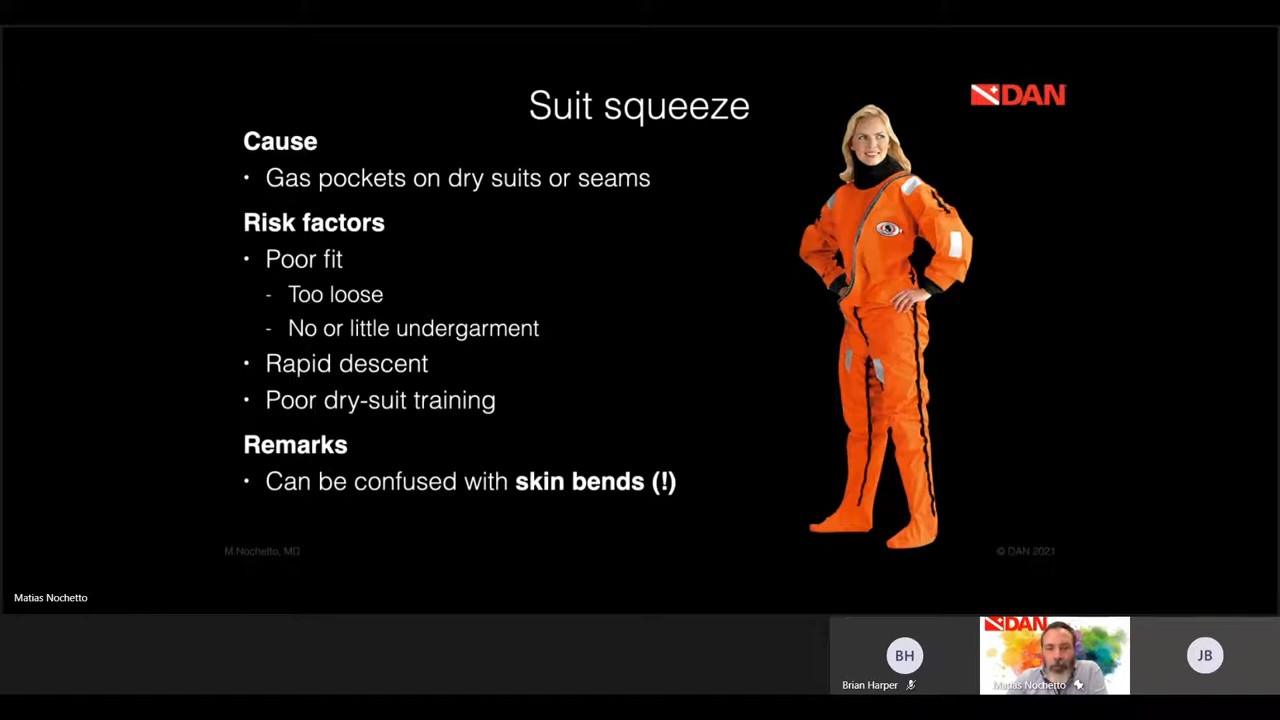 Suit squeeze
DAN
Cause
• Gas pockets on dry suits or seams
Risk factors
• Poor fit
- Too loose
- No or little undergarment
• Rapid descent
• Poor dry-suit training
Remarks
• Can be confused with skin bends (!)
M.Nochetto, MD
© DAN 2021
Matias Nochetto
DAN
BH
JB
Brian Harper
Matias Nochetto